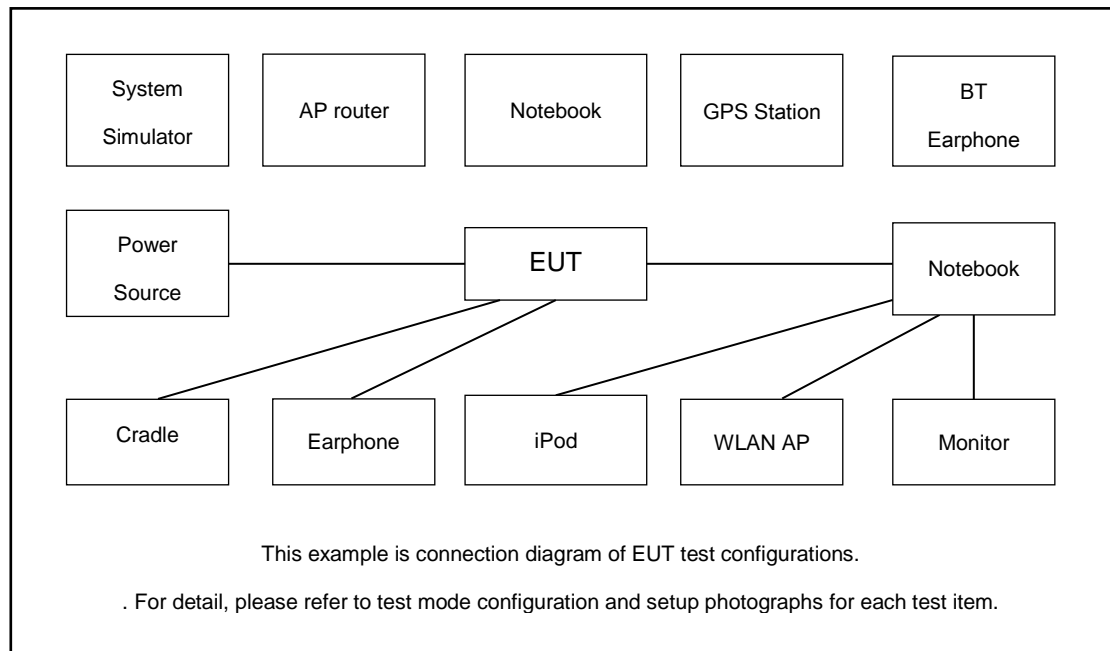 System
Simulator
AP router
Notebook
GPS Station
BT
Earphone
Power
Source
EUT
Notebook
Cradle
Earphone
iPod
WLAN AP
Monitor
This example is connection diagram of EUT test configurations.
. For detail, please refer to test mode configuration and setup photographs for each test item.